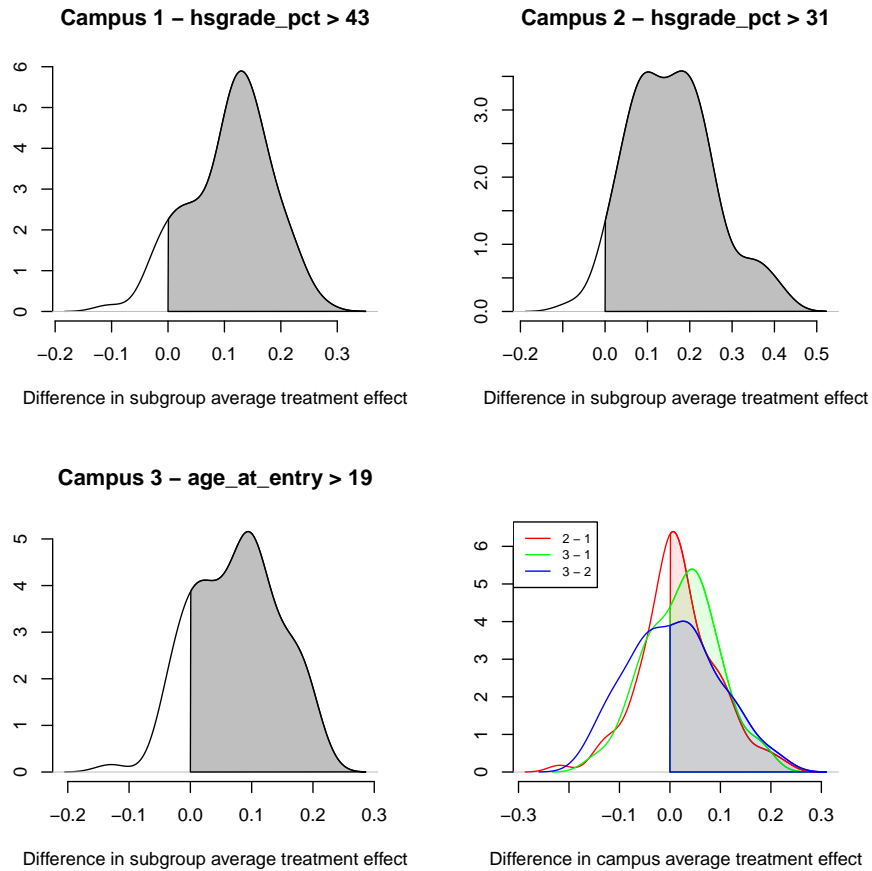 Campus 1 − hsgrade_pct > 43
6
5
4
3
2
1
0
−0.2 −0.1 0.0 0.1 0.2 0.3
Difference in subgroup average treatment effect
Campus 2 − hsgrade_pct > 31
3.0
2.0
1.0
0.0
−0.2 0.0 0.1 0.2 0.3 0.4 0.5
Difference in subgroup average treatment effect
Campus 3 − age_at_entry > 19
5
4
3
2
1
0
−0.2 −0.1 0.0 0.1 0.2 0.3
Difference in subgroup average treatment effect
2 − 1
3 − 1
3 − 2
6
5
4
3
2
1
0
−0.3 −0.1 0.0 0.1 0.2 0.3
Difference in campus average treatment effect